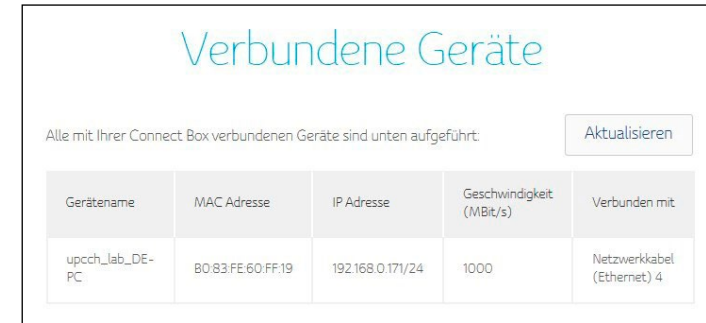 Verbundene Geräte
Alle mit Ihrer Connect Box verbundenen Geräte sind unten aufgeführt:
Aktualisieren
Gerätename
MAC Adresse
IP Adresse
Geschwindigkeit
(MBit/s)
Verbunden mit
upcch_lab_DE-
PC
B0:83:FE:60:FF:19
192.168.0.171/24
1000
Netzwerkkabel
(Ethernet) 4